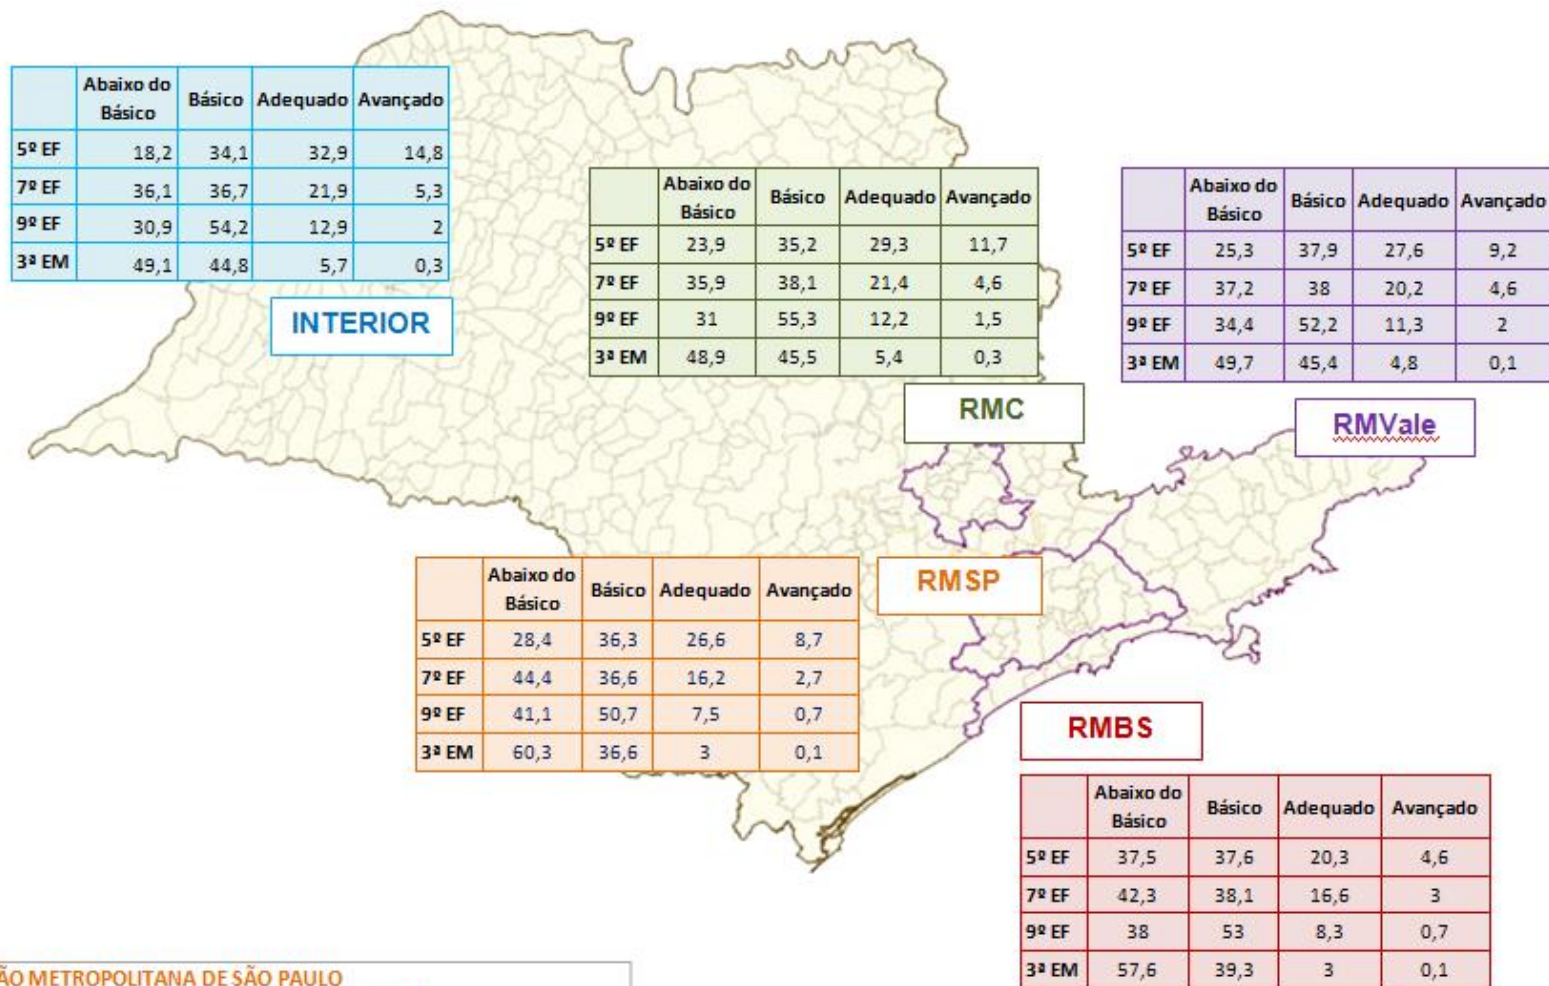 Abaixo do Básico Básico Adequado Avançado
5º EF 18,2 34,1 32,9 14,8
7º EF 36,1 36,7 21,9 5,3
9º EF 30,9 54,2 12,9 2
3ª EM 49,1 44,8 5,7 0,3
INTERIOR
Abaixo do Básico Básico Adequado Avançado
5º EF 23,9 35,2 29,3 11,7
7º EF 35,9 38,1 21,4 4,6
9º EF 31 55,3 12,2 1,5
3ª EM 48,9 45,5 5,4 0,3
RMC
Abaixo do Básico Básico Adequado Avançado
5º EF 25,3 37,9 27,6 9,2
7º EF 37,2 38 20,2 4,6
9º EF 34,4 52,2 11,3 2
3ª EM 49,7 45,4 4,8 0,1
RMVale
Abaixo do Básico Básico Adequado Avançado
5º EF 28,4 36,3 26,6 8,7
7º EF 44,4 36,6 16,2 2,7
9º EF 41,1 50,7 7,5 0,7
3ª EM 60,3 36,6 3 0,1
RMSP
RMBS
Abaixo do Básico Básico Adequado Avançado
5º EF 37,5 37,6 20,3 4,6
7º EF 42,3 38,1 16,6 3
9º EF 38 53 8,3 0,7
3ª EM 57,6 39,3 3 0,1
ÃO METROPOLITANA DE SÃO PAULO